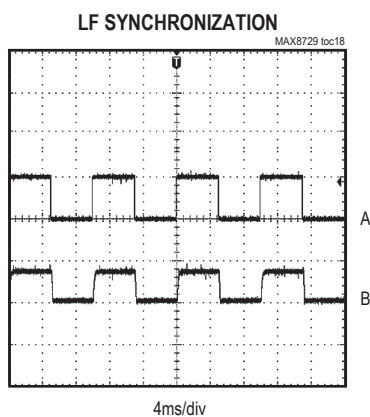 LF SYNCHRONIZATION
MAX8729 toc18
T
A
B
4ms/div